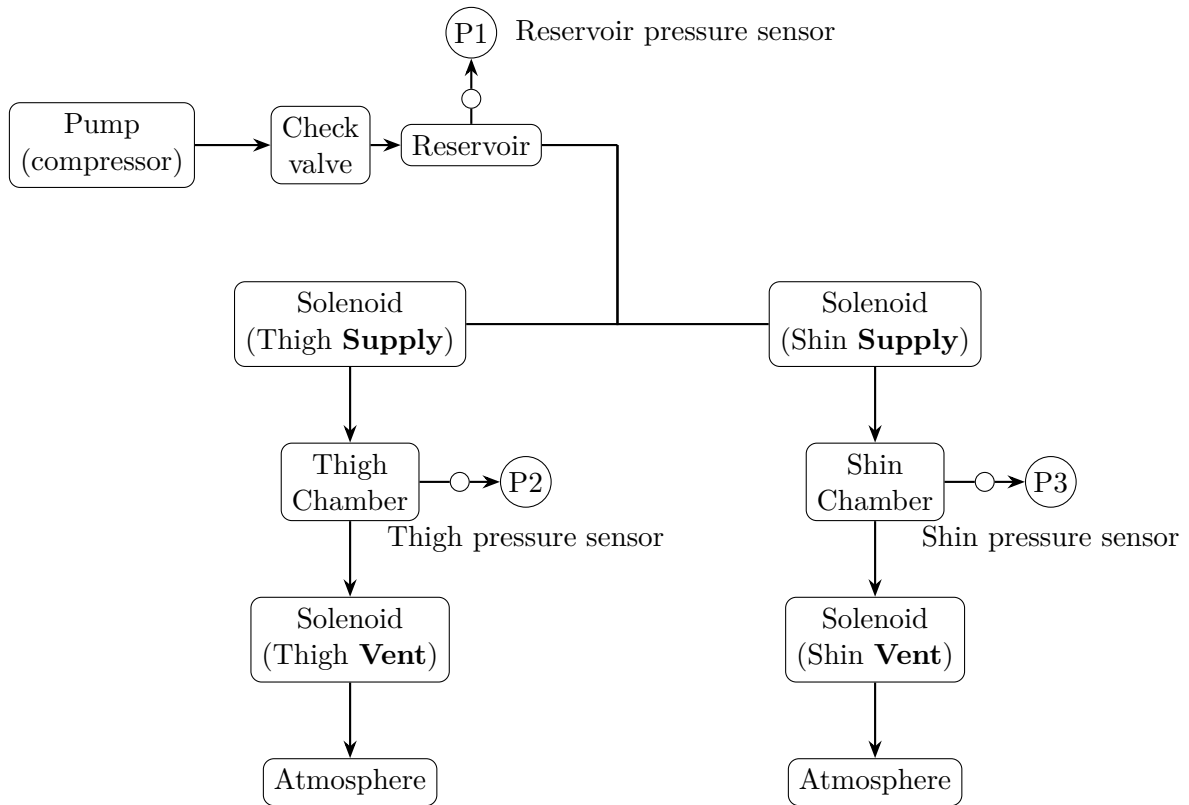 P1
Reservoir pressure sensor
Pump
(compressor)
Check
valve
Reservoir
Solenoid
(Thigh Supply)
Solenoid
(Shin Supply)
Thigh
Chamber
P2
Thigh pressure sensor
Shin
Chamber
P3
Shin pressure sensor
Solenoid
(Thigh Vent)
Solenoid
(Shin Vent)
Atmosphere
Atmosphere